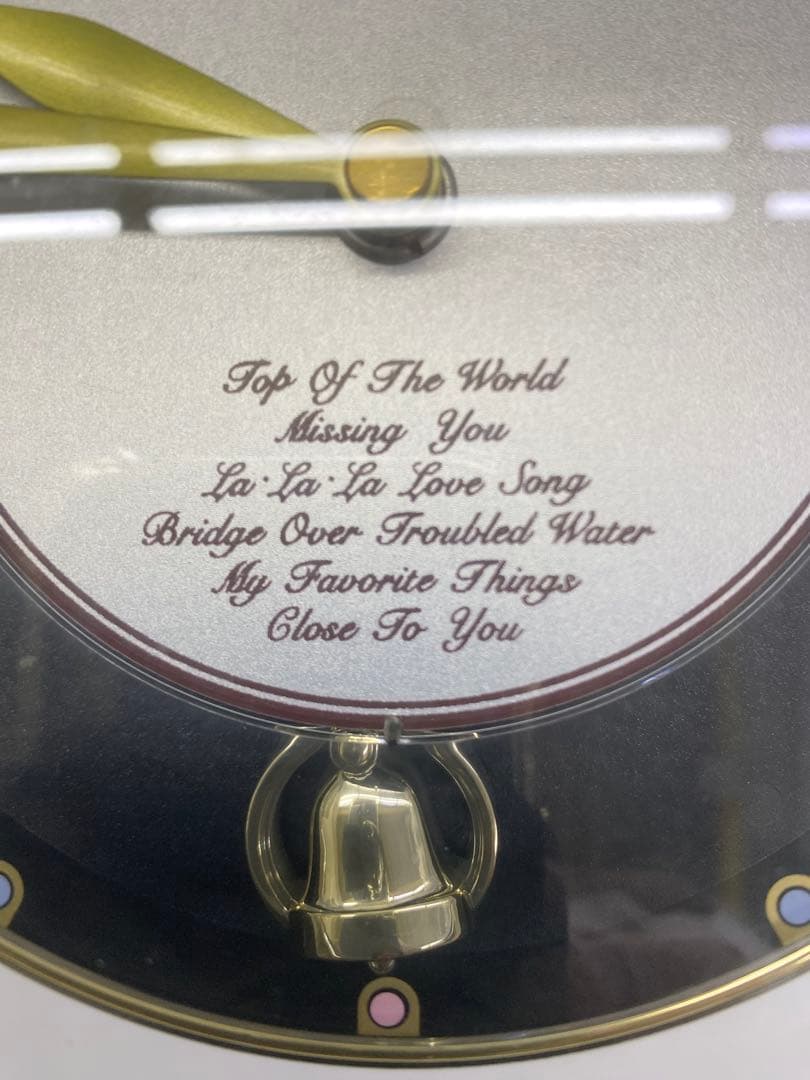 Top Of The World
Missing You
La·La·La Love Song
Bridge Over Troubled Water
My Favorite Things
Close To You